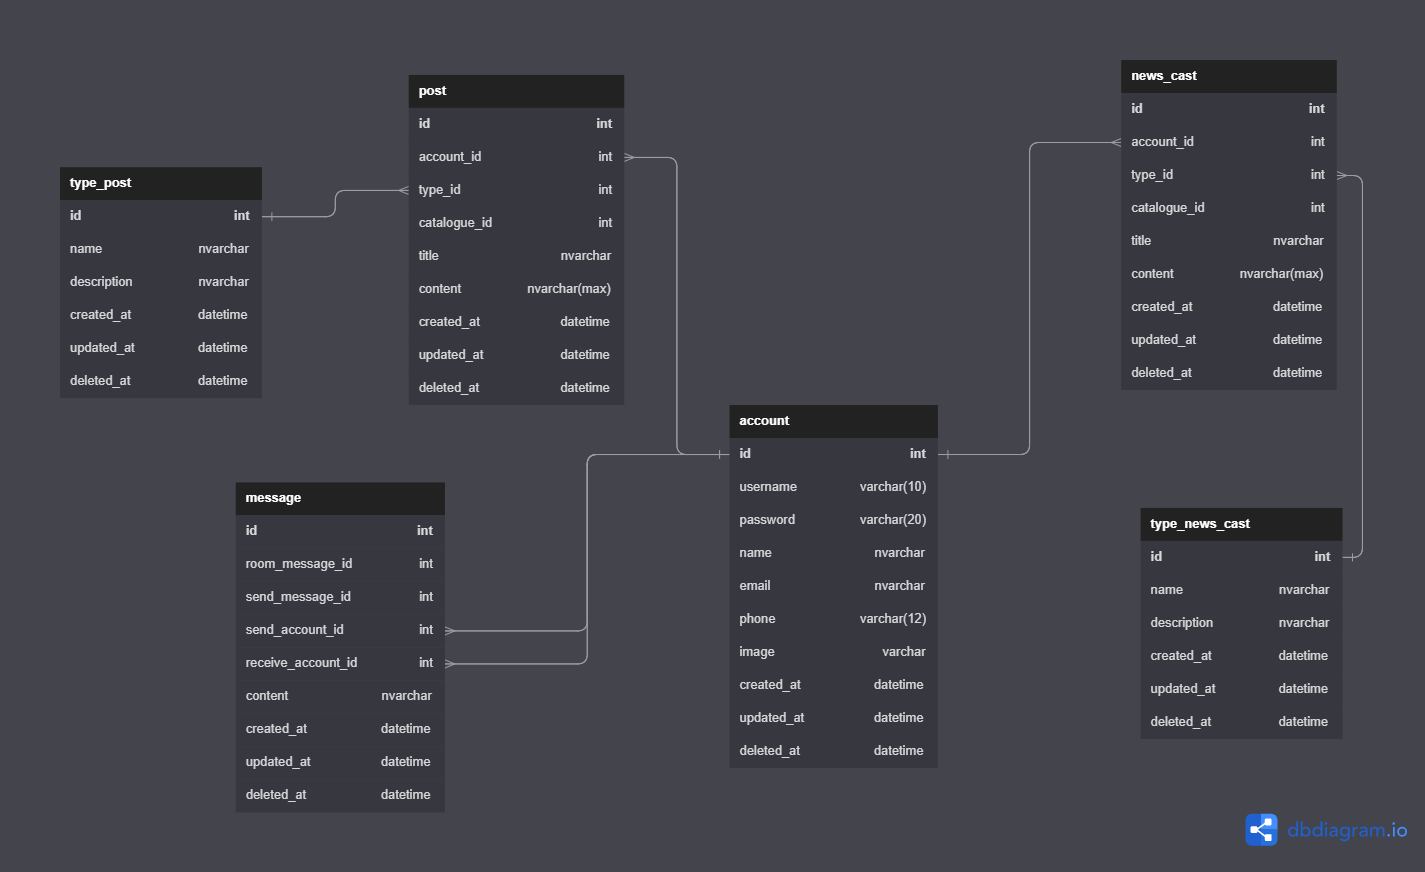 type_post
id int
name nvarchar
description nvarchar
created_at datetime
updated_at datetime
deleted_at datetime
post
id int
account_id int
type_id int
catalogue_id int
title nvarchar
content nvarchar(max)
created_at datetime
updated_at datetime
deleted_at datetime
message
id int
room_message_id int
send_message_id int
send_account_id int
receive_account_id int
content nvarchar
created_at datetime
updated_at datetime
deleted_at datetime
account
id int
username varchar(10)
password varchar(20)
name nvarchar
email nvarchar
phone varchar(12)
image varchar
created_at datetime
updated_at datetime
deleted_at datetime
news_cast
id int
account_id int
type_id int
catalogue_id int
title nvarchar
content nvarchar(max)
created_at datetime
updated_at datetime
deleted_at datetime
type_news_cast
id int
name nvarchar
description nvarchar
created_at datetime
updated_at datetime
deleted_at datetime
dbdiagram.io